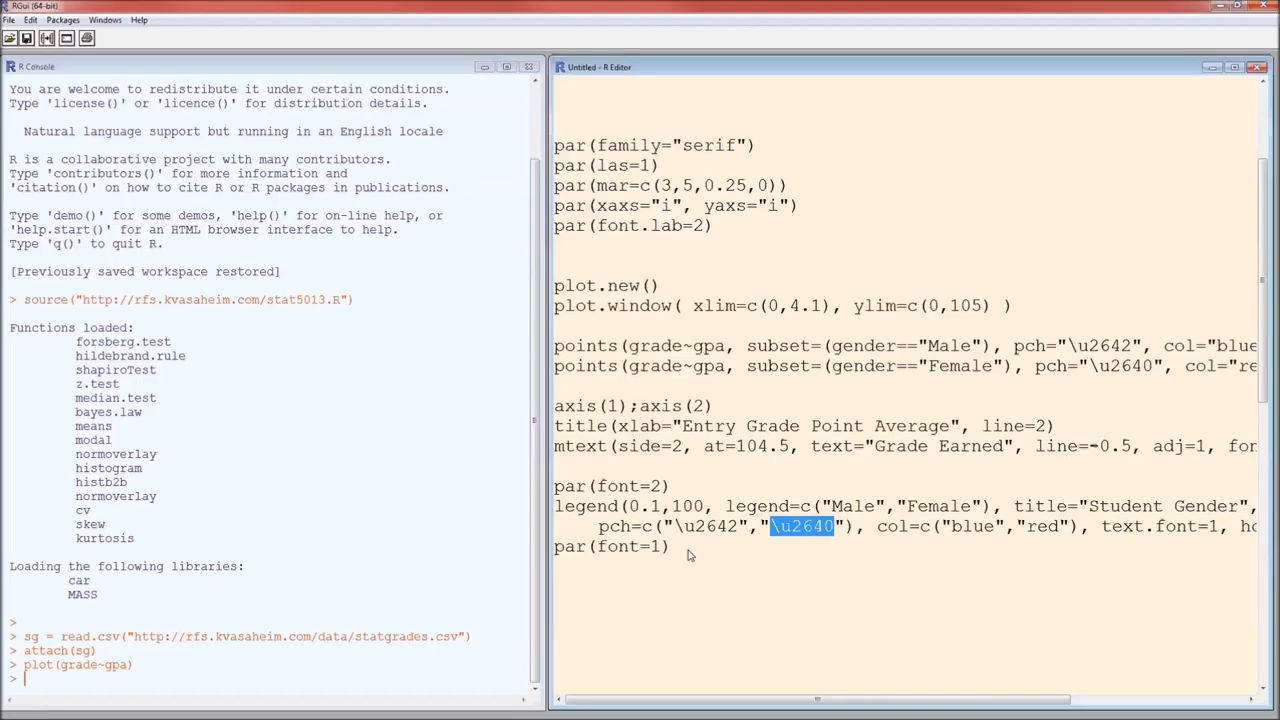 RGui (64-bit)
File Edit Packages Windows Help
R Console
You are welcome to redistribute it under certain conditions.
Type 'license()' or 'licence()' for distribution details.
Natural language support but running in an English locale
R is a collaborative project with many contributors.
Type 'contributors()' for more information and
'citation()' on how to cite R or R packages in publications.
Type 'demo()' for some demos, 'help()' for on-line help, or
'help.start()' for an HTML browser interface to help.
Type 'q()' to quit R.
[Previously saved workspace restored]
> source("http://rfs.kvasaheim.com/stat5013.R")
Functions loaded:
forsberg.test
hildebrand.rule
shapiroTest
z.test
median.test
bayes.law
means
modal
normoverlay
histogram
histb2b
normoverlay
cv
skew
kurtosis
Loading the following libraries:
car
MASS
>
> sg = read.csv("http://rfs.kvasaheim.com/data/statgrades.csv")
> attach(sg)
> plot(grade~gpa)
>
Untitled - R Editor
par(family="serif")
par(las=1)
par(mar=c(3,5,0.25,0))
par(xaxs="i", yaxs="i")
par(font.lab=2)
plot.new()
plot.window( xlim=c(0,4.1), ylim=c(0,105) )
points(grade~gpa, subset=(gender=="Male"), pch="\u2642", col="blue
points(grade~gpa, subset=(gender=="Female"), pch="\u2640", col="re
axis(1);axis(2)
title(xlab="Entry Grade Point Average", line=2)
mtext(side=2, at=104.5, text="Grade Earned", line=-0.5, adj=1, fon
par(font=2)
legend(0.1,100, legend=c("Male","Female"), title="Student Gender",
pch=c("\u2642","\u2640"), col=c("blue","red"), text.font=1, ho
par(font=1)